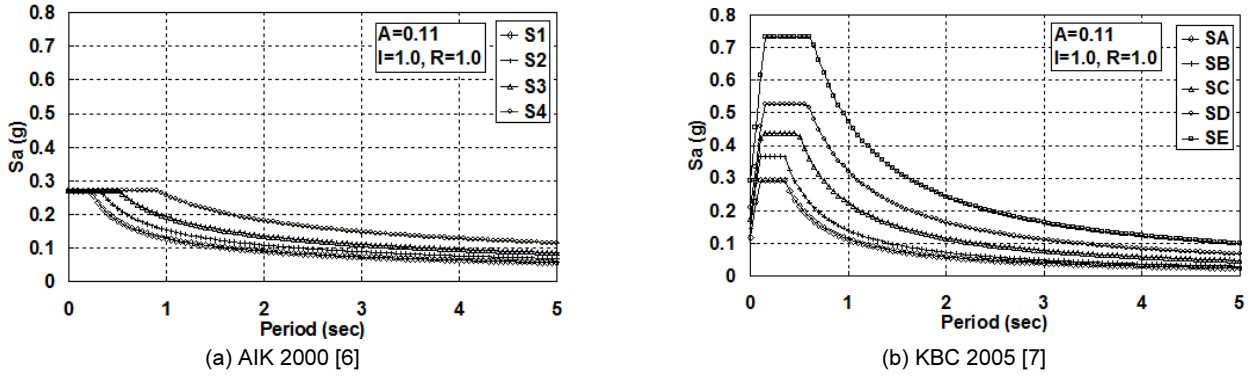 0.8
0.7
0.6
0.5
0.4
0.3
0.2
0.1
0
Sa (g)
A=0.11
I=1.0, R=1.0
S1
S2
S3
S4
0 1 2 3 4 5
Period (sec)
(a) AIK 2000 [6]
0.8
0.7
0.6
0.5
0.4
0.3
0.2
0.1
0
Sa (g)
A=0.11
I=1.0, R=1.0
SA
SB
SC
SD
SE
0 1 2 3 4 5
Period (sec)
(b) KBC 2005 [7]